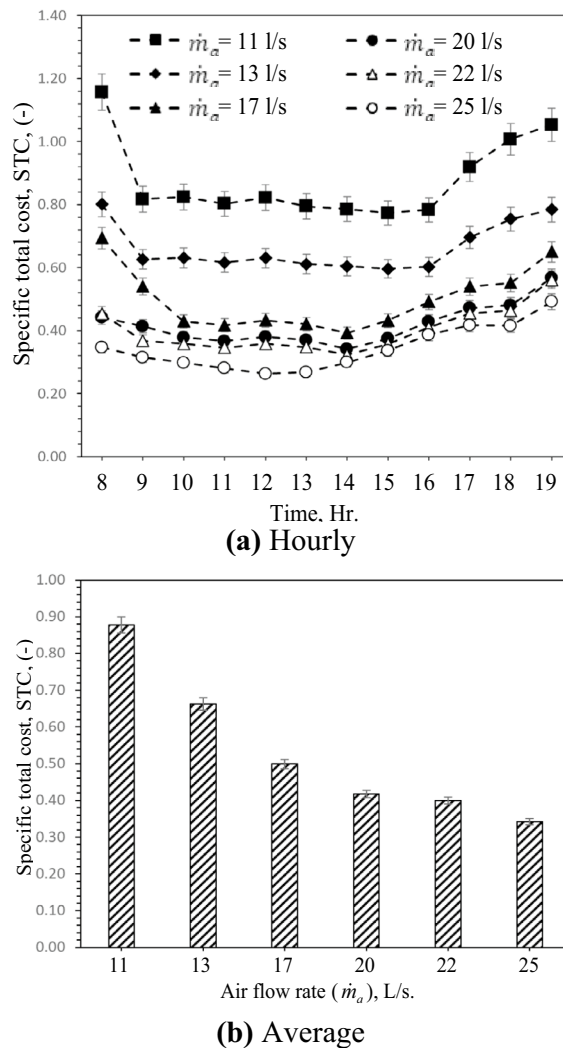 1.40
1.20
1.00
0.80
0.60
0.40
0.20
0.00
Specific total cost, STC, (-)
ṁₐ= 11 l/s
ṁₐ= 20 l/s
ṁₐ= 13 l/s
ṁₐ= 22 l/s
ṁₐ= 17 l/s
ṁₐ= 25 l/s
8 9 10 11 12 13 14 15 16 17 18 19
Time, Hr.
(a) Hourly
1.00
0.90
0.80
0.70
0.60
0.50
0.40
0.30
0.20
0.10
0.00
Specific total cost, STC, (-)
11 13 17 20 22 25
Air flow rate (ṁₐ), L/s.
(b) Average